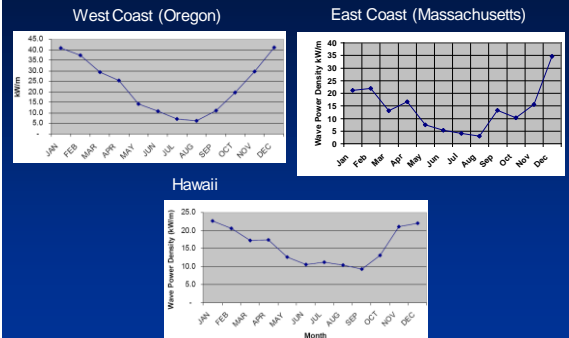 West Coast (Oregon)
45.0
40.0
35.0
30.0
25.0
20.0
15.0
10.0
5.0
-
kW/m
JAN FEB MAR APR MAY JUN JUL AUG SEP OCT NOV DEC
East Coast (Massachusetts)
40
35
30
25
20
15
10
5
0
Wave Power Density kW/m
Jan Feb Mar Apr May Jun Jul Aug Sep Oct Nov Dec
Hawaii
25.0
20.0
15.0
10.0
5.0
-
Wave Power Density (kW/m)
JAN FEB MAR APR MAY JUN JUL AUG SEP OCT NOV DEC
Month